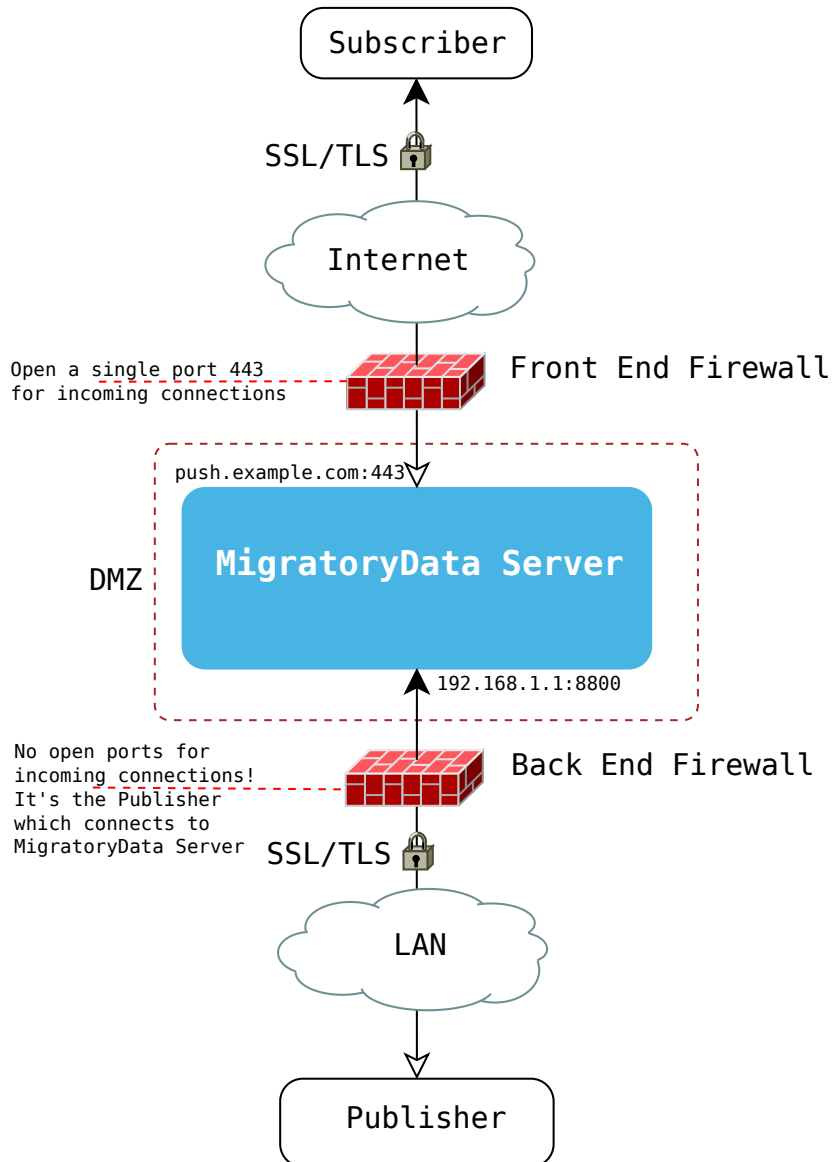 Subscriber
SSL/TLS
Internet
Open a single port 443
for incoming connections
Front End Firewall
push.example.com:443
MigratoryData Server
DMZ
192.168.1.1:8800
No open ports for
incoming connections!
It's the Publisher
which connects to
MigratoryData Server
Back End Firewall
SSL/TLS
LAN
Publisher